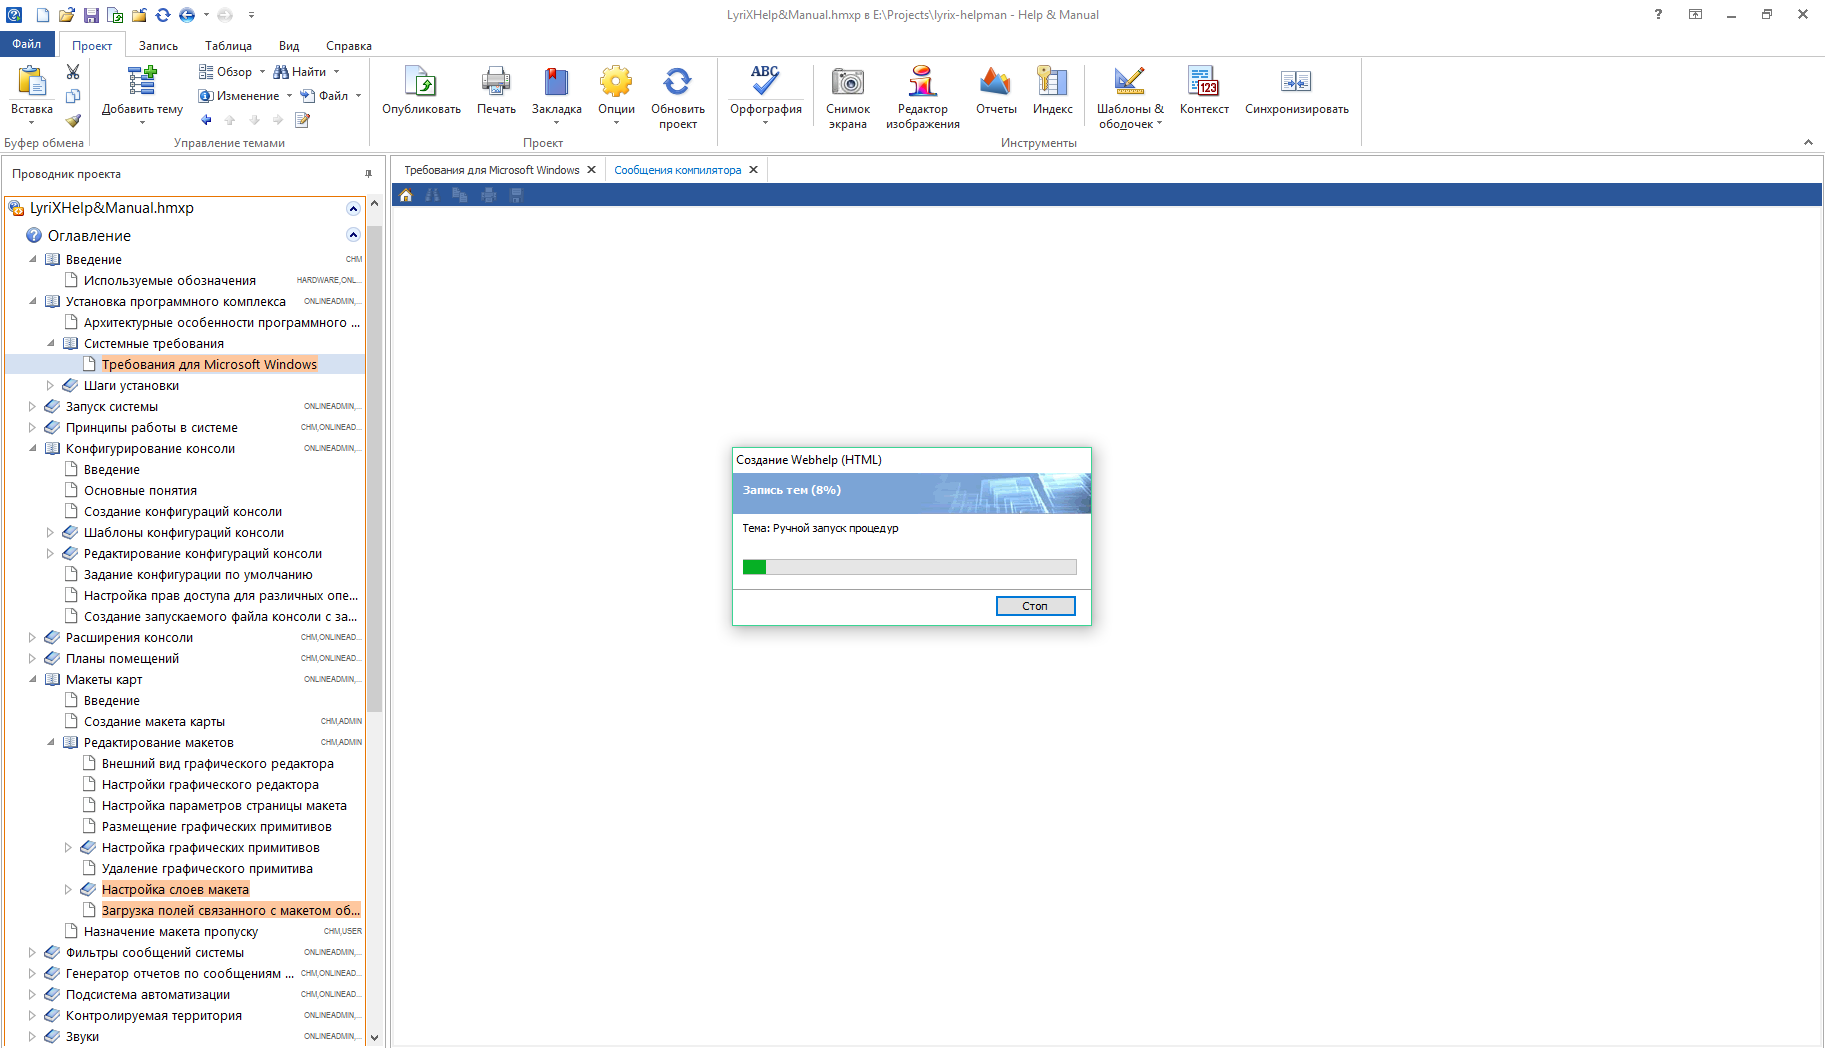 LyriXHelp&Manual.hmxp в E:\Projects\lyrix-helpman - Help & Manual
Файл
Проект
Запись
Таблица
Вид
Справка
Вставка
Буфер обмена
Добавить тему
Обзор
Найти
Изменение
Файл
Управление темами
Опубликовать
Печать
Закладка
Опции
Обновить проект
Проект
ABC
Орфография
Снимок экрана
Редактор изображения
Отчеты
Индекс
Шаблоны & оболочек
123
Контекст
Синхронизировать
Инструменты
Проводник проекта
Требования для Microsoft Windows
Сообщения компилятора
LyriXHelp&Manual.hmxp
Оглавление
Введение CHM
Используемые обозначения HARDWARE,ONL...
Установка программного комплекса ONLINEADMIN,...
Архитектурные особенности программного ...
Системные требования
Требования для Microsoft Windows
Шаги установки
Запуск системы ONLINEADMIN,...
Принципы работы в системе CHM,ONLINEAD...
Конфигурирование консоли ONLINEADMIN,...
Введение
Основные понятия
Создание конфигураций консоли
Шаблоны конфигураций консоли
Редактирование конфигураций консоли
Задание конфигурации по умолчанию
Настройка прав доступа для различных опе...
Создание запускаемого файла консоли с за...
Расширения консоли CHM,ONLINEAD...
Планы помещений CHM,ONLINEAD...
Макеты карт ONLINEADMIN,...
Введение
Создание макета карты CHM,ADMIN
Редактирование макетов CHM,ADMIN
Внешний вид графического редактора
Настройки графического редактора
Настройка параметров страницы макета
Размещение графических примитивов
Настройка графических примитивов
Удаление графического примитива
Настройка слоев макета
Загрузка полей связанного с макетом об...
Назначение макета пропуску CHM,USER
Фильтры сообщений системы ONLINEADMIN,...
Генератор отчетов по сообщениям ... CHM,ONLINEAD...
Подсистема автоматизации CHM,ONLINEAD...
Контролируемая территория ONLINEADMIN,...
Звуки ONLINEADMIN,...
Создание Webhelp (HTML)
Запись тем (8%)
Тема: Ручной запуск процедур
Стоп